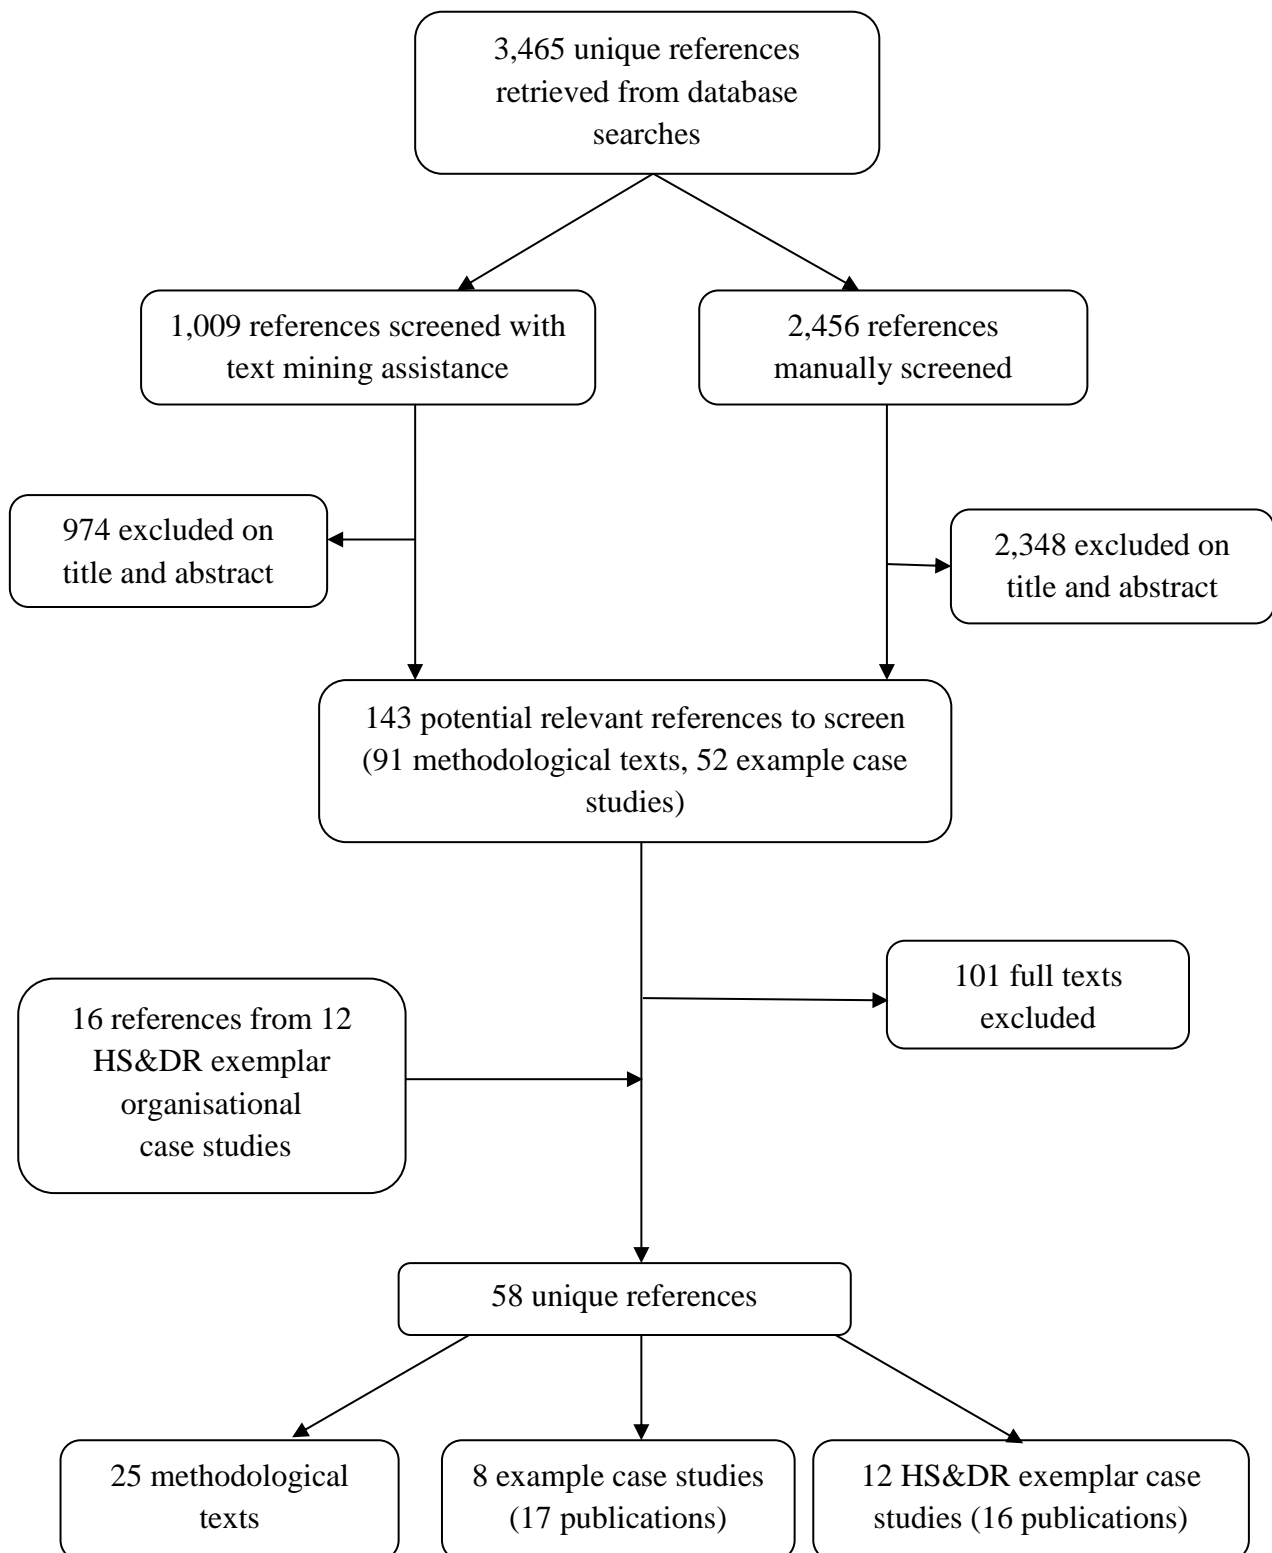 3,465 unique references
retrieved from database
searches
1,009 references screened with
text mining assistance
2,456 references
manually screened
974 excluded on
title and abstract
2,348 excluded on
title and abstract
143 potential relevant references to screen
(91 methodological texts, 52 example case
studies)
101 full texts
excluded
16 references from 12
HS&DR exemplar
organisational
case studies
58 unique references
25 methodological
texts
8 example case studies
(17 publications)
12 HS&DR exemplar case
studies (16 publications)